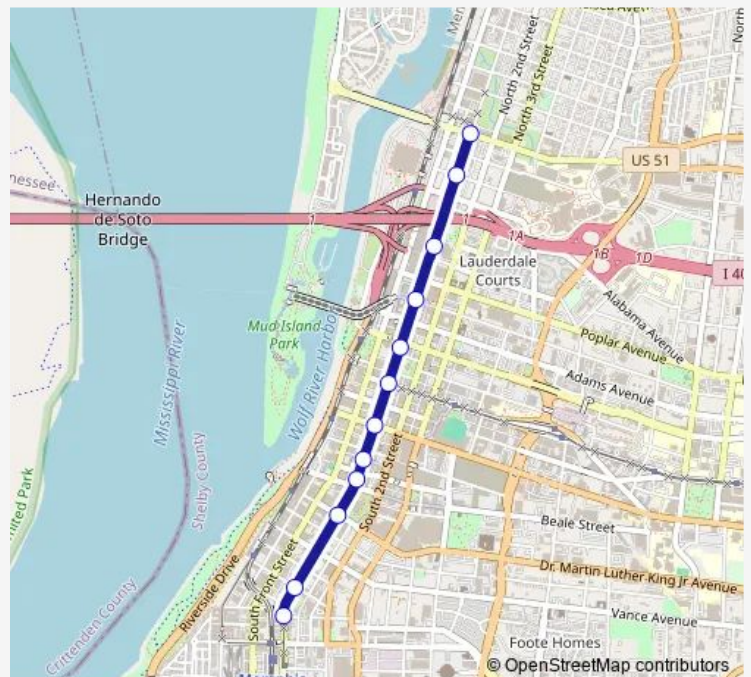 North 2nd Street
North 3rd Street
North
US 51
Hernando
de Soto
Bridge
1
1
1A
1B
1D
I 40
Lauderdale
Courts
Alabama Avenue
Mud Island
Park
Wolf River Harbor
Mississippi River
Poplar Avenue
Adams Avenue
Shelby County
South 2nd Street
Beale Street
Dr. Martin Luther King Jr Avenue
Riverside Drive
South Front Street
Crittenden County
Vance Avenue
Foote Homes
© OpenStreetMap contributors